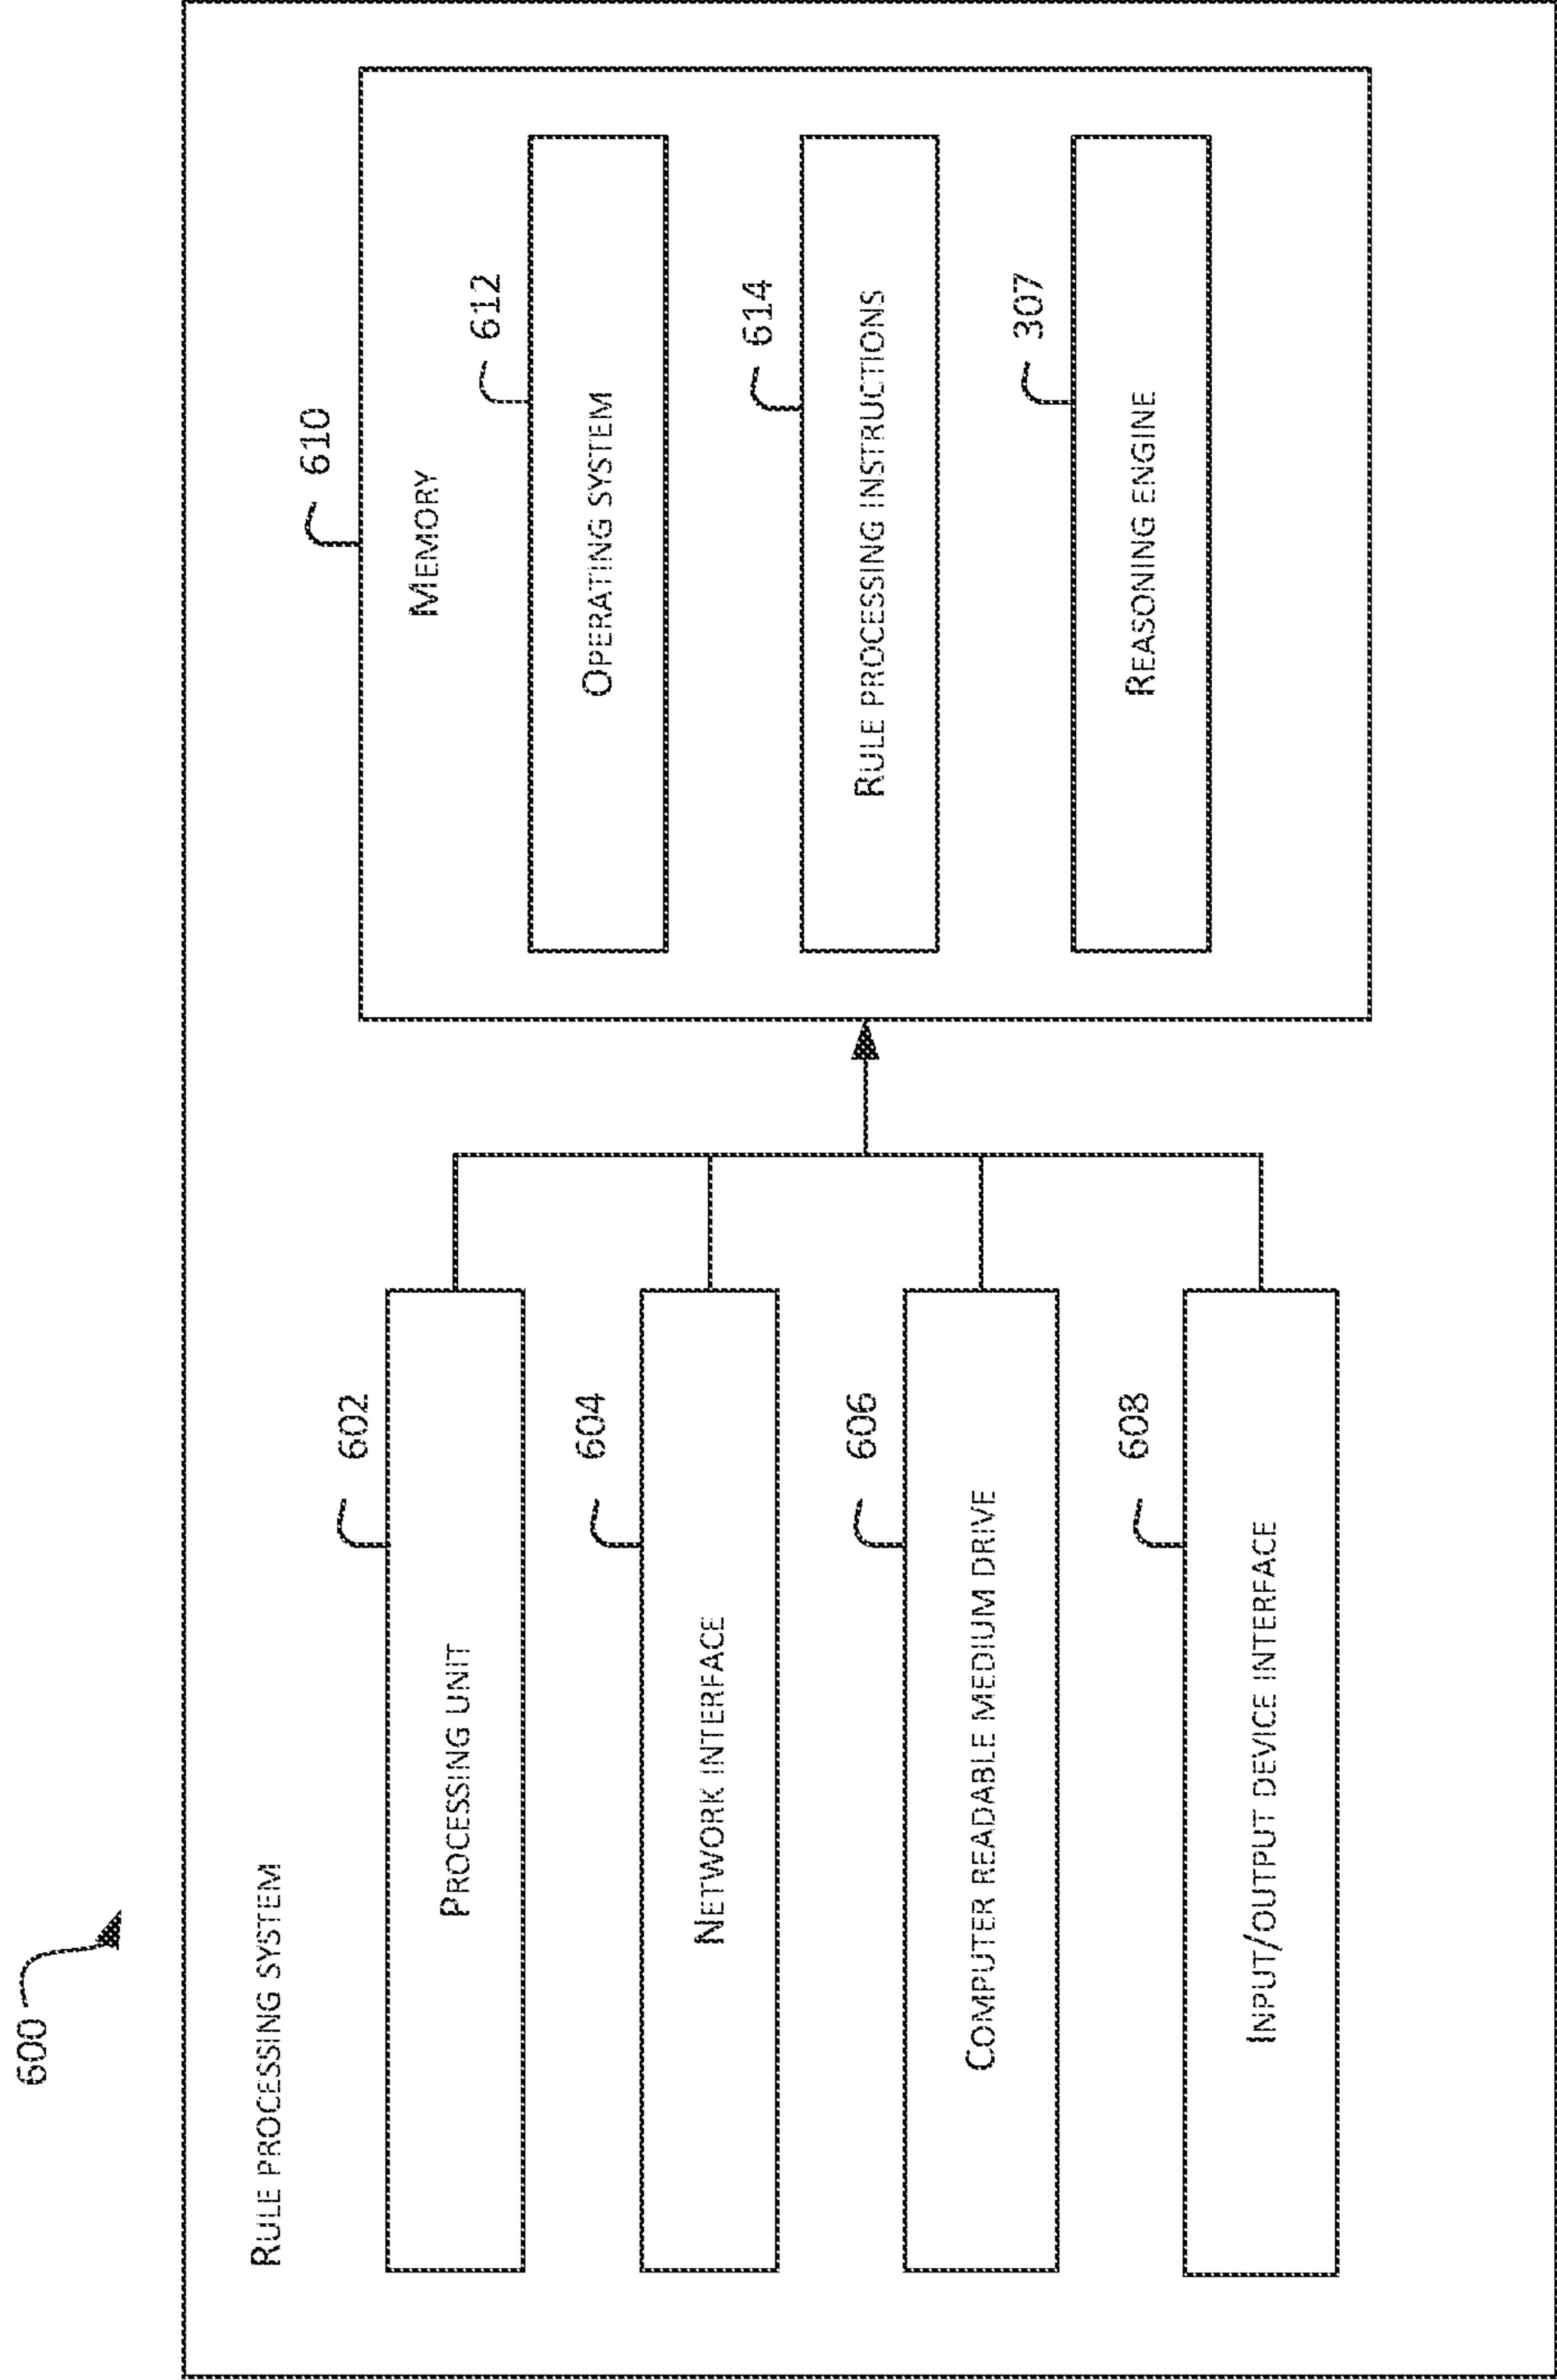 600
RULE PROCESSING SYSTEM
602
PROCESSING UNIT
604
NETWORK INTERFACE
606
COMPUTER READABLE MEDIUM DRIVE
608
INPUT/OUTPUT DEVICE INTERFACE
610
MEMORY
612
OPERATING SYSTEM
614
RULE PROCESSING INSTRUCTIONS
307
REASONING ENGINE